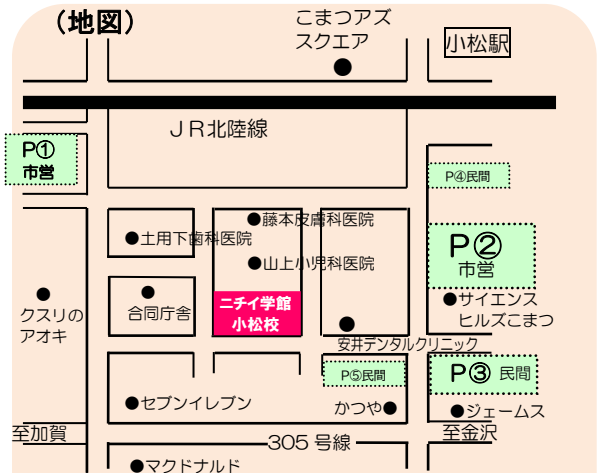 （地図）
こまつアズ
スクエア
小松駅
ＪＲ北陸線
P①
市営
P④民間
●藤本皮膚科医院
●土用下歯科医院
P②
市営
●山上小児科医院
クスリの
アオキ
合同庁舎
ニチイ学館
小松校
●サイエンス
ヒルズこまつ
安井デンタルクリニック
P⑤民間
P③ 民間
●セブンイレブン
かつや●
●ジェームス
至加賀
305号線
至金沢
●マクドナルド